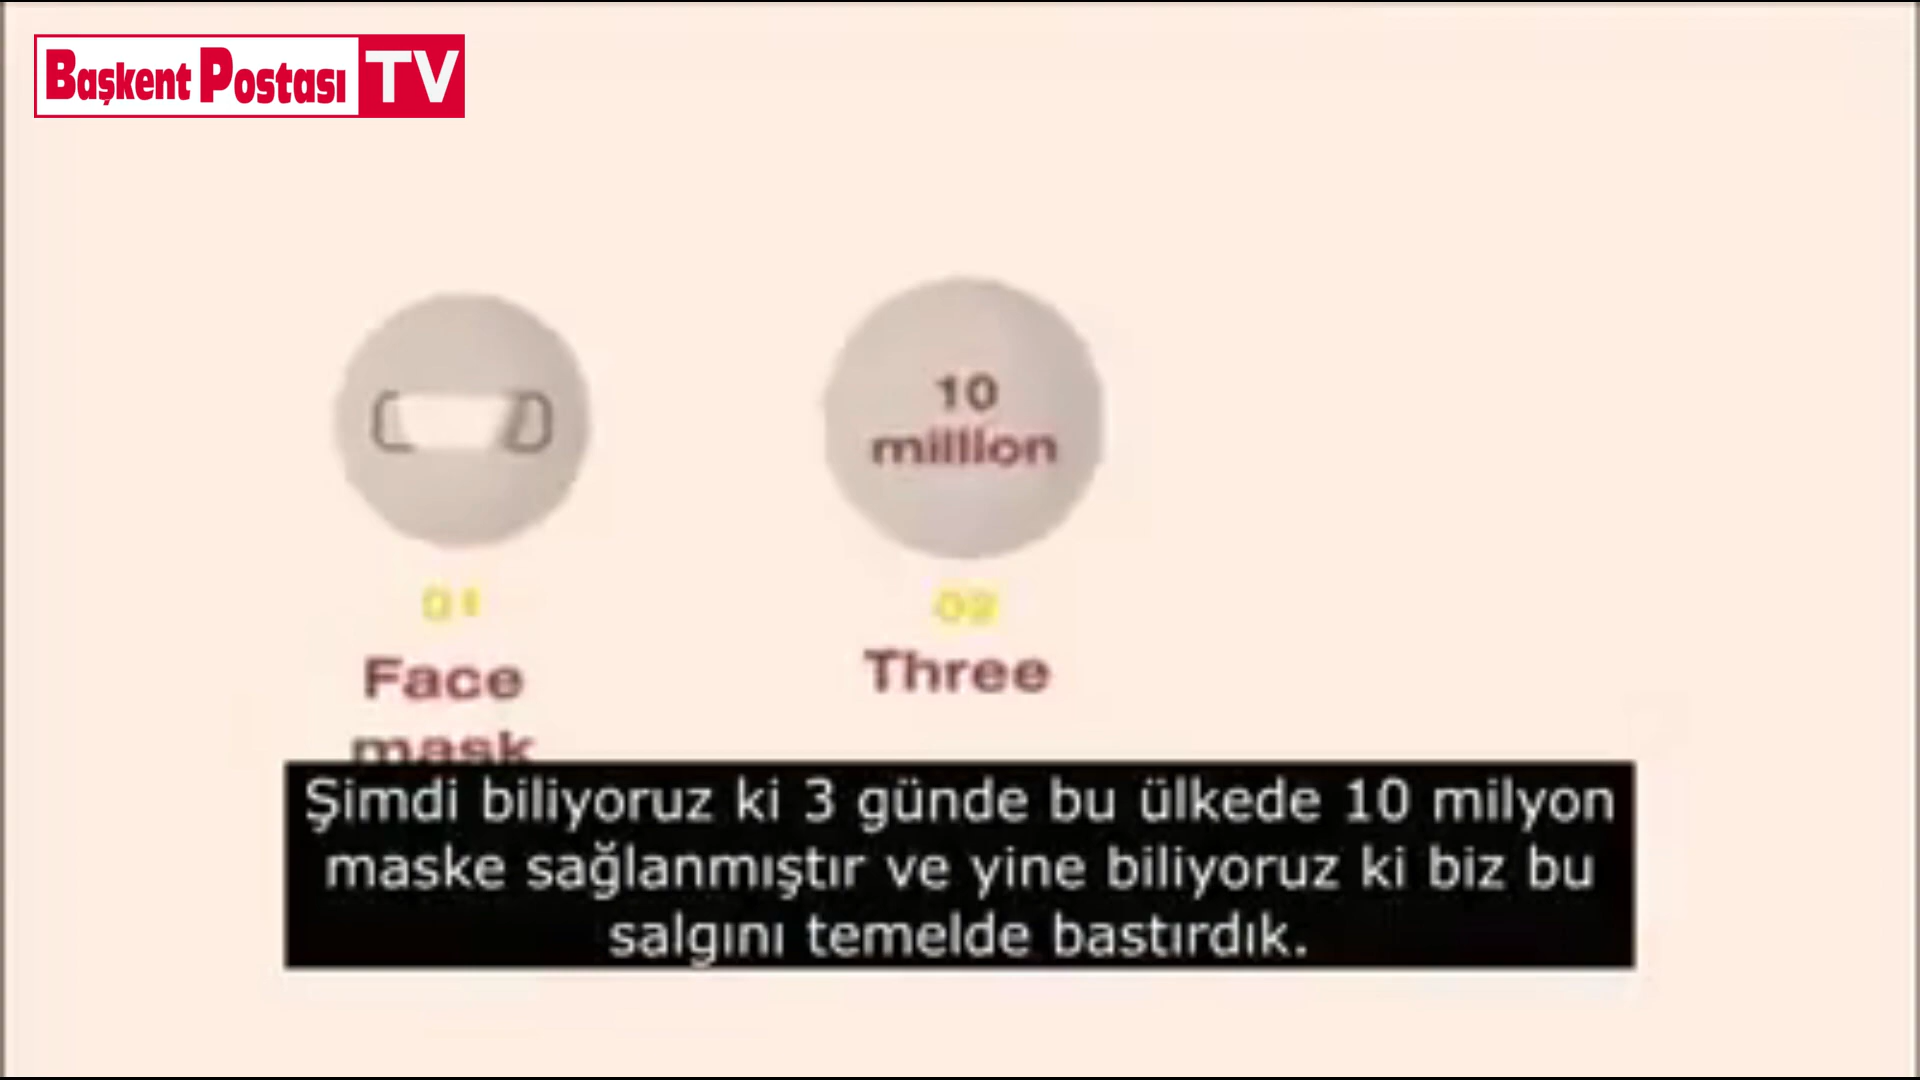 Başkent Postası TV
10
million
01
02
Face
mask
Three
Şimdi biliyoruz ki 3 günde bu ülkede 10 milyon
maske sağlanmıştır ve yine biliyoruz ki biz bu
salgını temelde bastırdık.